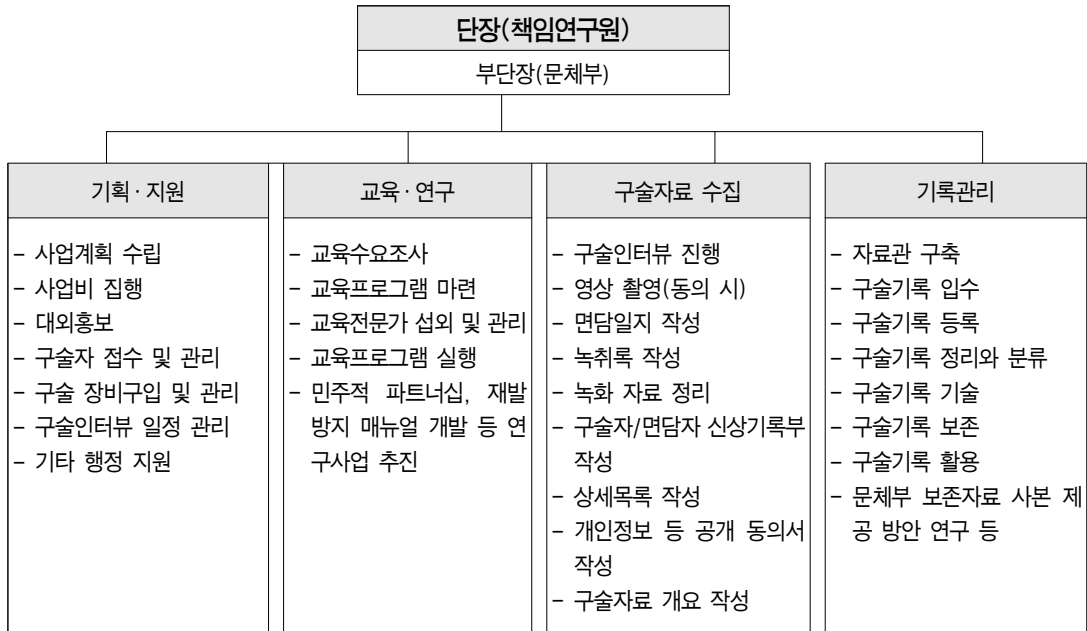 단장(책임연구원)
부단장(문체부)
기획·지원
- 사업계획 수립
- 사업비 집행
- 대외홍보
- 구술자 접수 및 관리
- 구술 장비구입 및 관리
- 구술인터뷰 일정 관리
- 기타 행정 지원
교육·연구
- 교육수요조사
- 교육프로그램 마련
- 교육전문가 섭외 및 관리
- 교육프로그램 실행
- 민주적 파트너십, 재발
방지 매뉴얼 개발 등 연
구사업 추진
구술자료 수집
- 구술인터뷰 진행
- 영상 촬영(동의 시)
- 면담일지 작성
- 녹취록 작성
- 녹화 자료 정리
- 구술자/면담자 신상기록부
작성
- 상세목록 작성
- 개인정보 등 공개 동의서
작성
- 구술자료 개요 작성
기록관리
- 자료관 구축
- 구술기록 입수
- 구술기록 등록
- 구술기록 정리와 분류
- 구술기록 기술
- 구술기록 보존
- 구술기록 활용
- 문체부 보존자료 사본 제
공 방안 연구 등